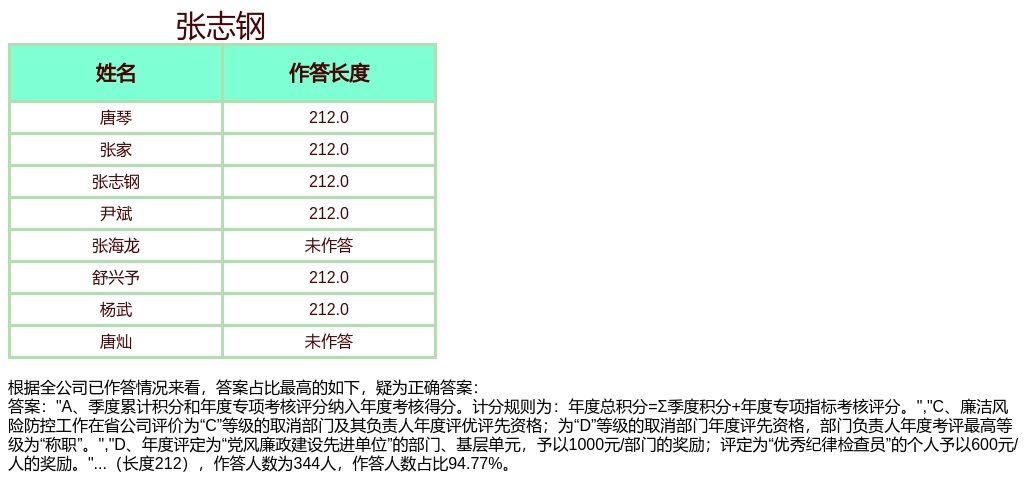 张志钢
姓名 作答长度
唐琴 212.0
张家 212.0
张志钢 212.0
尹斌 212.0
张海龙 未作答
舒兴予 212.0
杨武 212.0
唐灿 未作答
根据全公司已作答情况来看，答案占比最高的如下，疑为正确答案：
答案："A、季度累计积分和年度专项考核评分纳入年度考核得分。计分规则为：年度总积分=Σ季度积分+年度专项指标考核评分。","C、廉洁风
险防控工作在省公司评价为“C”等级的取消部门及其负责人年度评优评先资格；为“D”等级的取消部门年度评先资格，部门负责人年度考评最高等
级为“称职”。","D、年度评定为“党风廉政建设先进单位”的部门、基层单元，予以1000元/部门的奖励；评定为“优秀纪律检查员”的个人予以600元/
人的奖励。"...（长度212），作答人数为344人，作答人数占比94.77%。